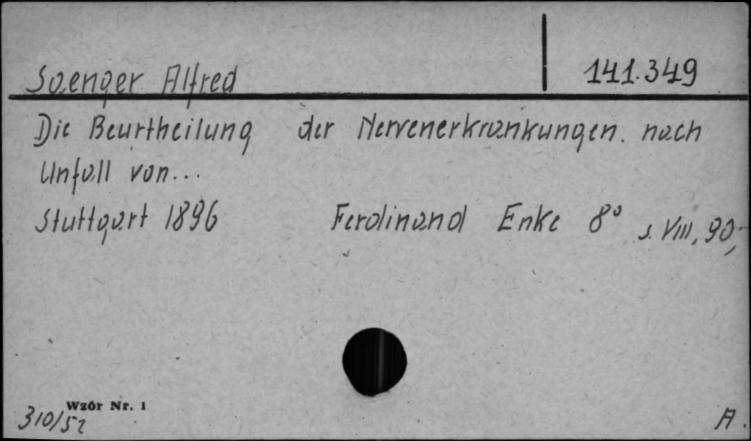 Saenger Alfred
141.349
Die Beurtheilung der Nervenerkrankungen. nach
Unfall von...
Stuttgart 1896 Ferdinand Enke 8° s. VIII, 90,
Wzór Nr. 1
310/52
A.